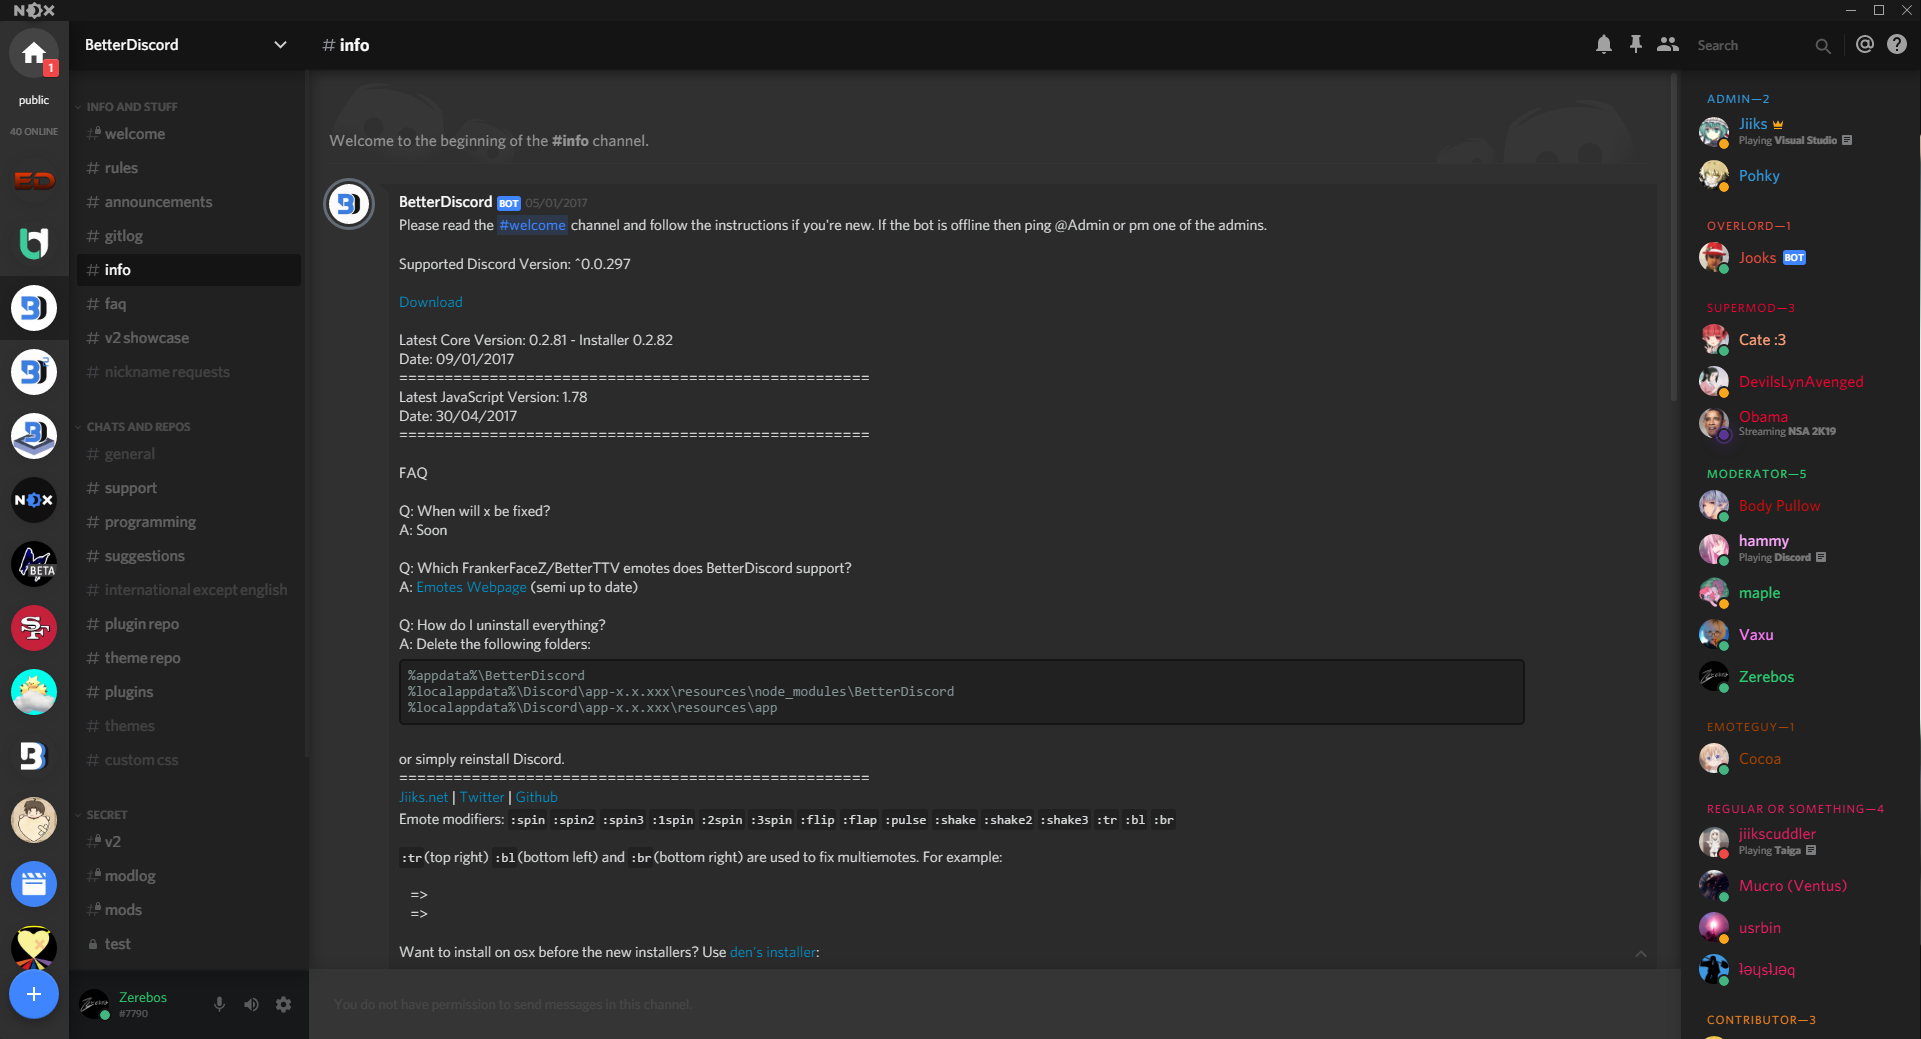 NOX
BetterDiscord
# info
Search
1
public
40 ONLINE
ED
2
NOX
BETA
SF
INFO AND STUFF
welcome
# rules
# announcements
# gitlog
# info
# faq
# v2 showcase
# nickname requests
CHATS AND REPOS
# general
# support
# programming
# suggestions
# international except english
# plugin repo
# theme repo
# plugins
# themes
# custom css
SECRET
v2
modlog
mods
test
Zerebos
#7790
Welcome to the beginning of the #info channel.
BetterDiscord BOT 05/01/2017
Please read the #welcome channel and follow the instructions if you're new. If the bot is offline then ping @Admin or pm one of the admins.
Supported Discord Version: ^0.0.297
Download
Latest Core Version: 0.2.81 - Installer 0.2.82
Date: 09/01/2017
====================================================
Latest JavaScript Version: 1.78
Date: 30/04/2017
====================================================
FAQ
Q: When will x be fixed?
A: Soon
Q: Which FrankerFaceZ/BetterTTV emotes does BetterDiscord support?
A: Emotes Webpage (semi up to date)
Q: How do I uninstall everything?
A: Delete the following folders:
%appdata%\BetterDiscord
%localappdata%\Discord\app-x.x.xxx\resources\node_modules\BetterDiscord
%localappdata%\Discord\app-x.x.xxx\resources\app
or simply reinstall Discord.
====================================================
Jiiks.net | Twitter | Github
Emote modifiers: :spin :spin2 :spin3 :1spin :2spin :3spin :flip :flap :pulse :shake :shake2 :shake3 :tr :bl :br
:tr(top right) :bl(bottom left) and :br(bottom right) are used to fix multiemotes. For example:
=>
=>
Want to install on osx before the new installers? Use den's installer:
You do not have permission to send messages in this channel.
ADMIN—2
Jiiks
Playing Visual Studio
Pohky
OVERLORD—1
Jooks BOT
SUPERMOD—3
Cate :3
DevilsLynAvenged
Obama
Streaming NSA 2K19
MODERATOR—5
Body Pullow
hammy
Playing Discord
maple
Vaxu
Zerebos
EMOTEGUY—1
Cocoa
REGULAR OR SOMETHING—4
jiikscuddler
Playing Taiga
Mucro (Ventus)
usrbin
CONTRIBUTOR—3